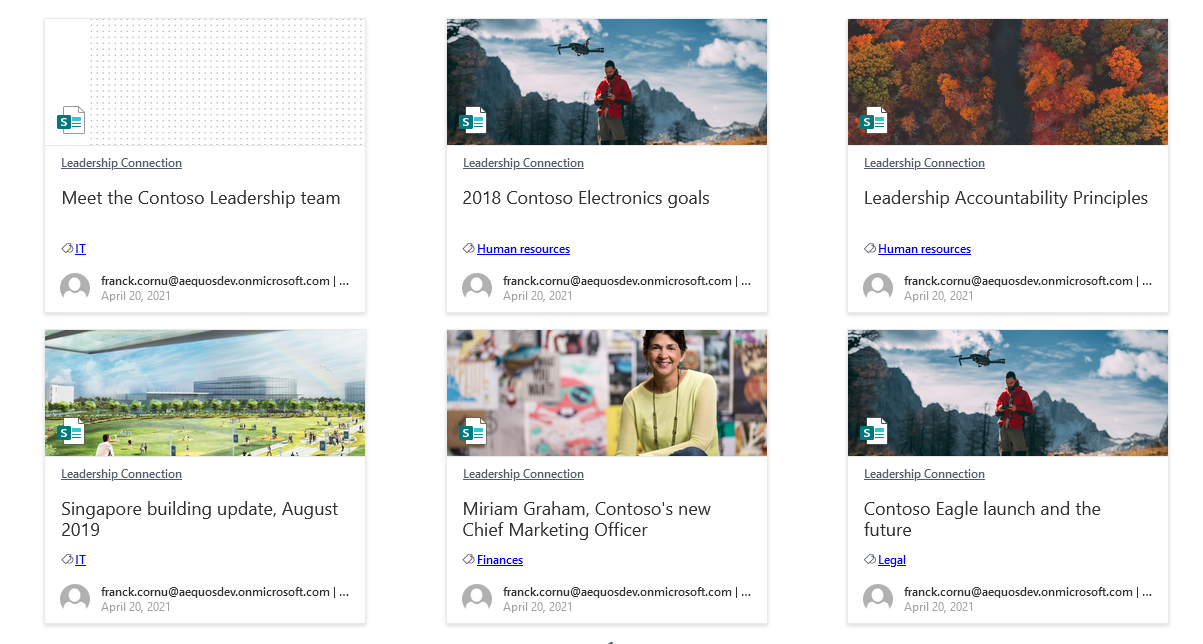 S
Leadership Connection
Meet the Contoso Leadership team
IT
franck.cornu@aequosdev.onmicrosoft.com | ...
April 20, 2021
S
Leadership Connection
2018 Contoso Electronics goals
Human resources
franck.cornu@aequosdev.onmicrosoft.com | ...
April 20, 2021
S
Leadership Connection
Leadership Accountability Principles
Human resources
franck.cornu@aequosdev.onmicrosoft.com | ...
April 20, 2021
S
Leadership Connection
Singapore building update, August
2019
IT
franck.cornu@aequosdev.onmicrosoft.com | ...
April 20, 2021
S
Leadership Connection
Miriam Graham, Contoso's new
Chief Marketing Officer
Finances
franck.cornu@aequosdev.onmicrosoft.com | ...
April 20, 2021
S
Leadership Connection
Contoso Eagle launch and the
future
Legal
franck.cornu@aequosdev.onmicrosoft.com | ...
April 20, 2021